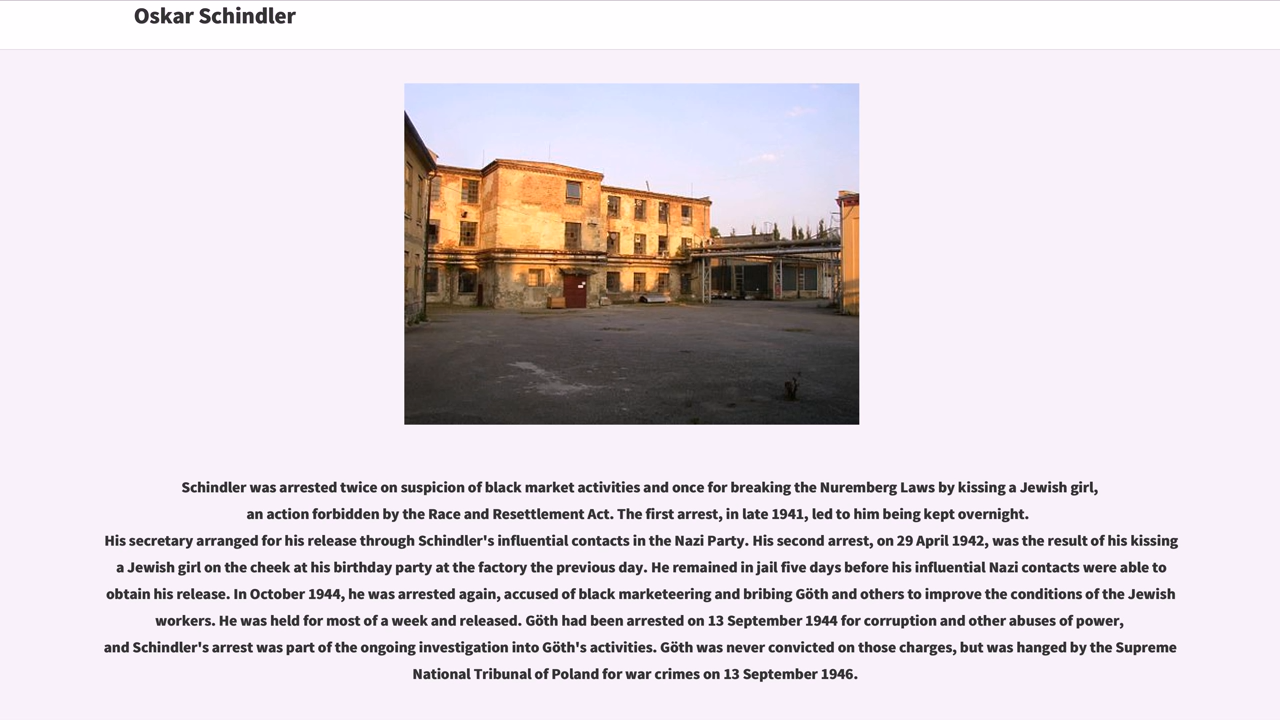 Oskar Schindler
Schindler was arrested twice on suspicion of black market activities and once for breaking the Nuremberg Laws by kissing a Jewish girl,
an action forbidden by the Race and Resettlement Act. The first arrest, in late 1941, led to him being kept overnight.
His secretary arranged for his release through Schindler's influential contacts in the Nazi Party. His second arrest, on 29 April 1942, was the result of his kissing
a Jewish girl on the cheek at his birthday party at the factory the previous day. He remained in jail five days before his influential Nazi contacts were able to
obtain his release. In October 1944, he was arrested again, accused of black marketeering and bribing Göth and others to improve the conditions of the Jewish
workers. He was held for most of a week and released. Göth had been arrested on 13 September 1944 for corruption and other abuses of power,
and Schindler's arrest was part of the ongoing investigation into Göth's activities. Göth was never convicted on those charges, but was hanged by the Supreme
National Tribunal of Poland for war crimes on 13 September 1946.